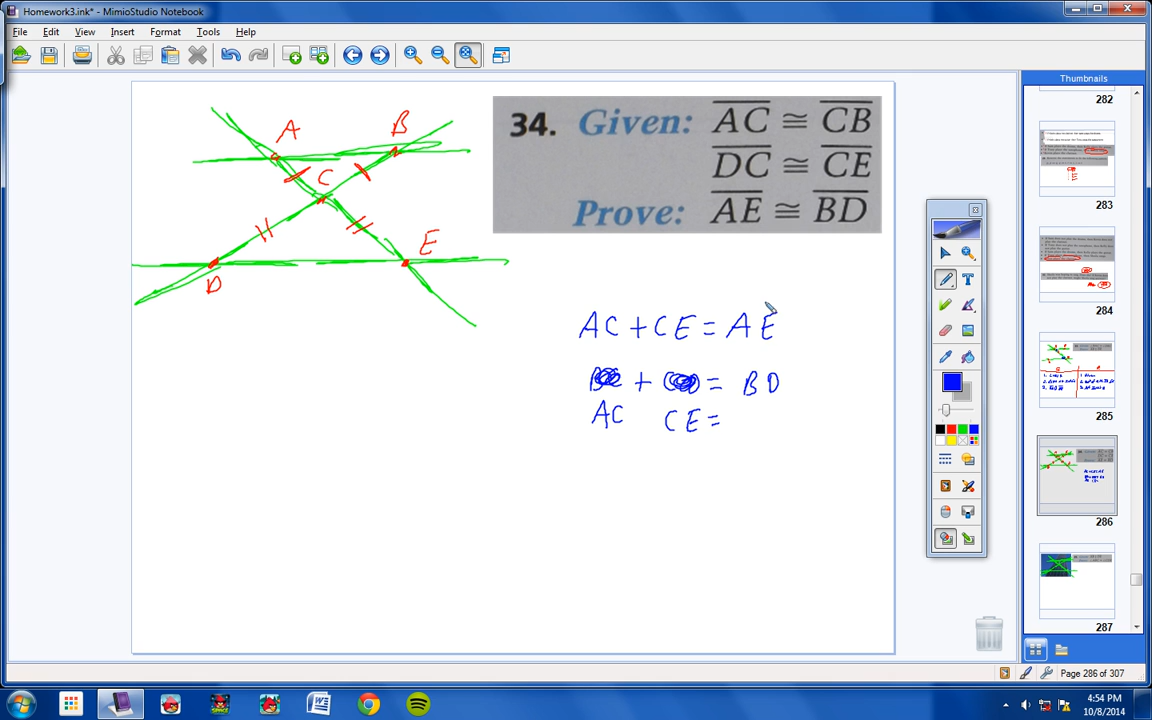 Homework3.ink* - MimioStudio Notebook
File Edit View Insert Format Tools Help
Thumbnails
282
283
284
285
286
287
A
B
C
E
D
34. Given: AC ≅ CB
DC ≅ CE
Prove: AE ≅ BD
AC + CE = AE
+ = BD
AC CE =
T
Page 286 of 307
4:54 PM
10/8/2014